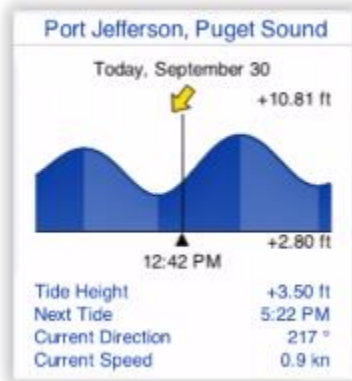 Port Jefferson, Puget Sound
Today, September 30
+10.81 ft
+2.80 ft
12:42 PM
Tide Height +3.50 ft
Next Tide 5:22 PM
Current Direction 217 °
Current Speed 0.9 kn